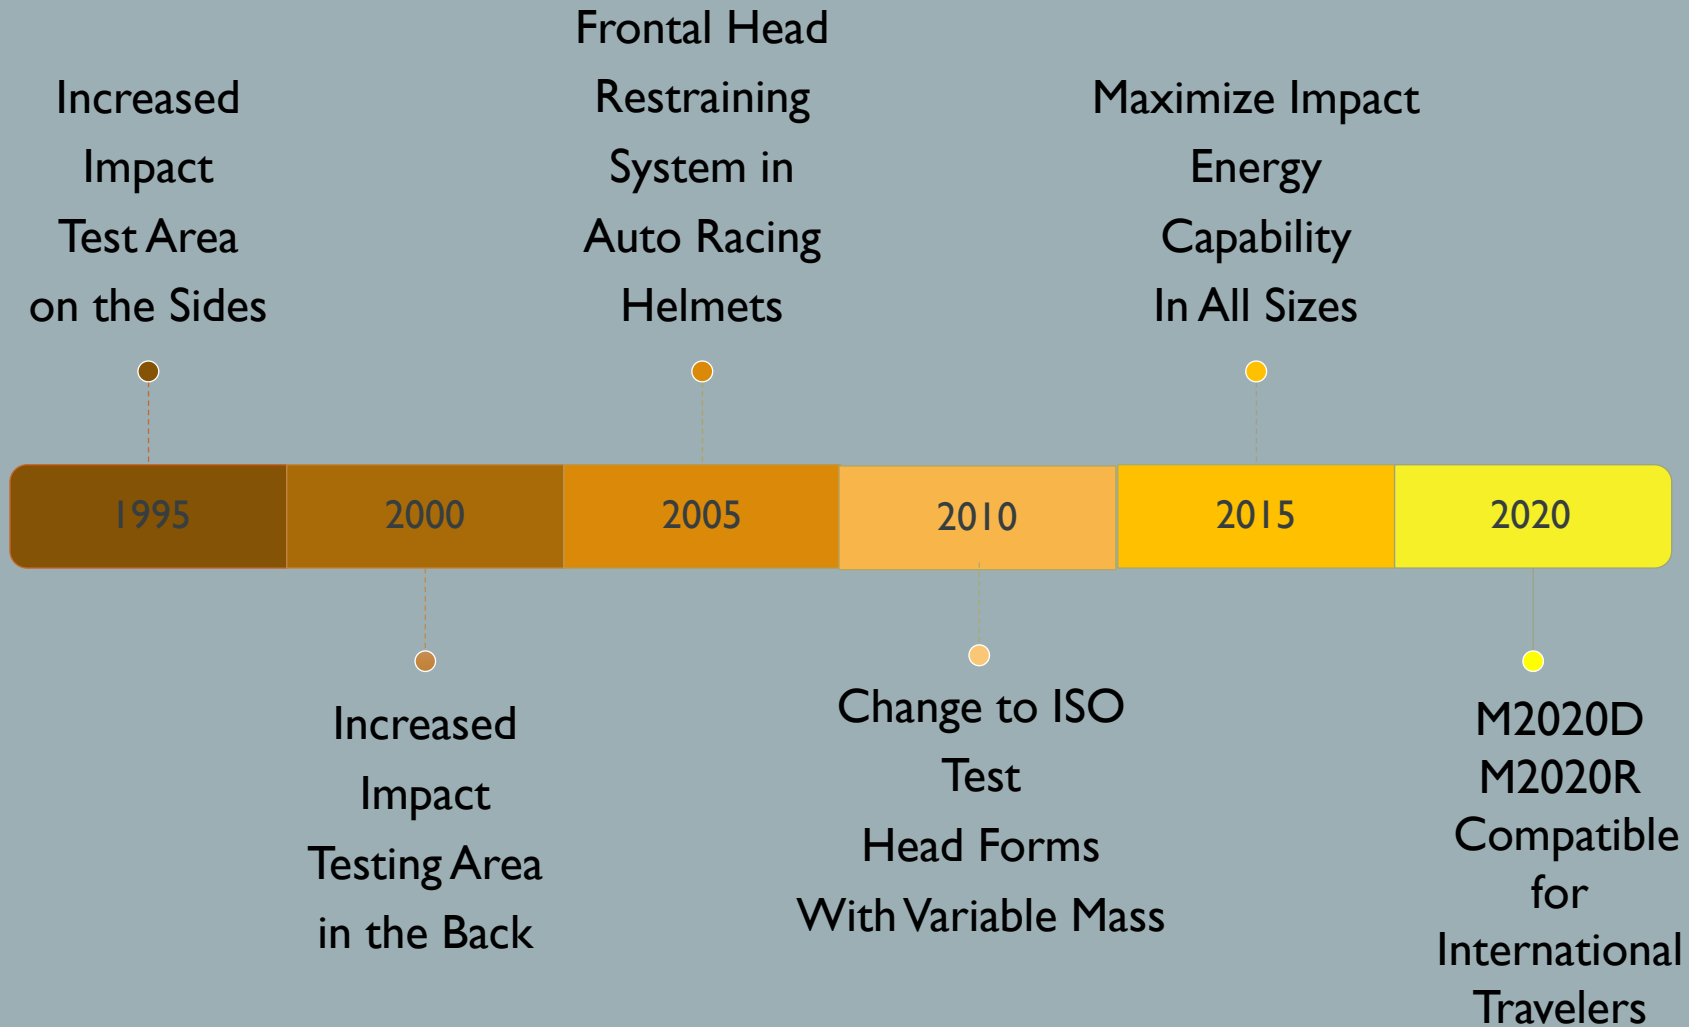 Increased
Impact
Test Area
on the Sides
Frontal Head
Restraining
System in
Auto Racing
Helmets
Maximize Impact
Energy
Capability
In All Sizes
1995
2000
2005
2010
2015
2020
Increased
Impact
Testing Area
in the Back
Change to ISO
Test
Head Forms
With Variable Mass
M2020D
M2020R
Compatible
for
International
Travelers